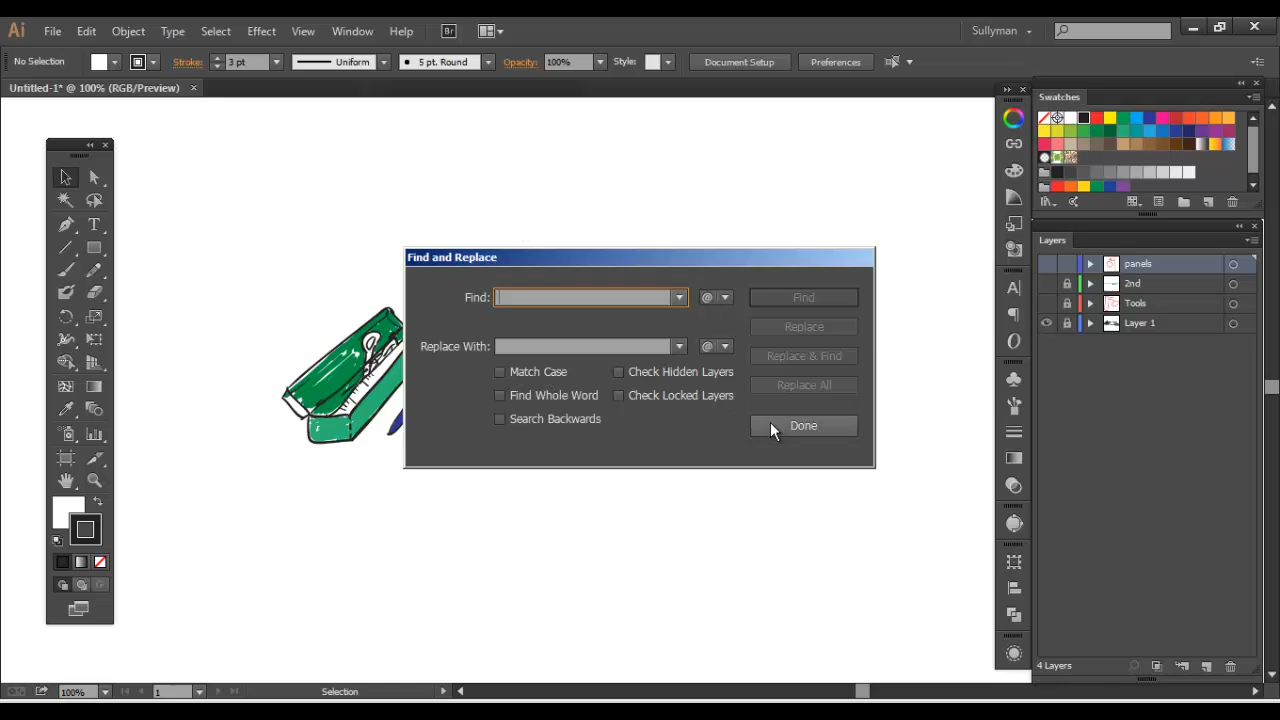 Ai File Edit Object Type Select Effect View Window Help Br Sullyman
No Selection Stroke: 3 pt Uniform 5 pt. Round Opacity: 100% Style: Document Setup Preferences
Untitled-1* @ 100% (RGB/Preview)
Swatches
Layers
panels
2nd
Tools
Layer 1
Find and Replace
Find: @ Find
Replace
Replace With: @
Replace & Find
Match Case Check Hidden Layers
Replace All
Find Whole Word Check Locked Layers
Search Backwards
Done
4 Layers
100% 1 Selection